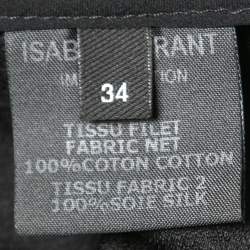 ISAB RANT
34
TISSU FILET
FABRIC NET
100%COTON COTTON
TISSU FABRIC 2
100%SOIE SILK